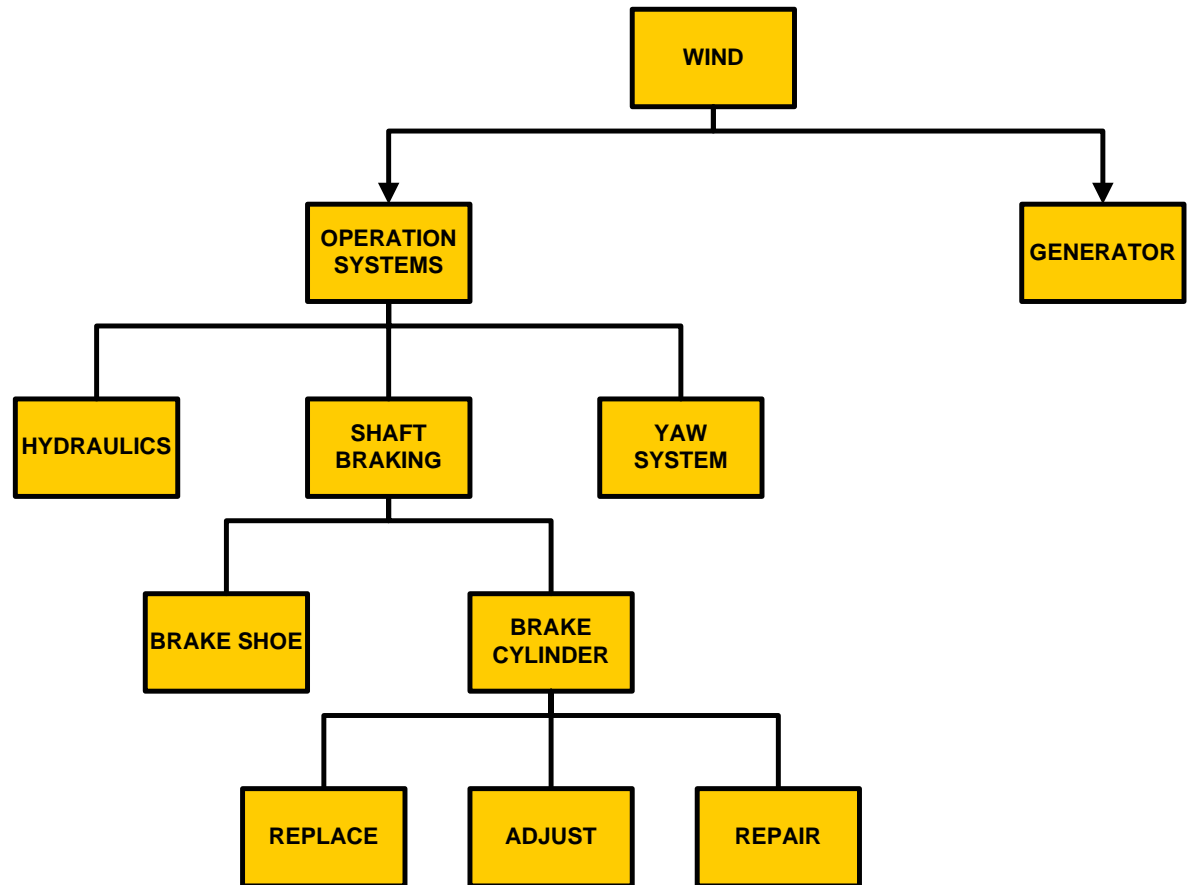 WIND
OPERATION
SYSTEMS
GENERATOR
HYDRAULICS
SHAFT
BRAKING
YAW
SYSTEM
BRAKE SHOE
BRAKE
CYLINDER
REPLACE
ADJUST
REPAIR